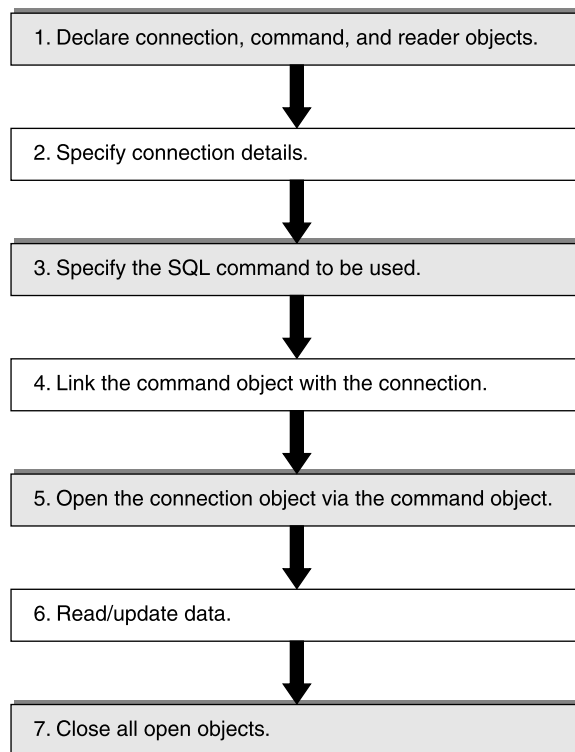 1. Declare connection, command, and reader objects.
2. Specify connection details.
3. Specify the SQL command to be used.
4. Link the command object with the connection.
5. Open the connection object via the command object.
6. Read/update data.
7. Close all open objects.